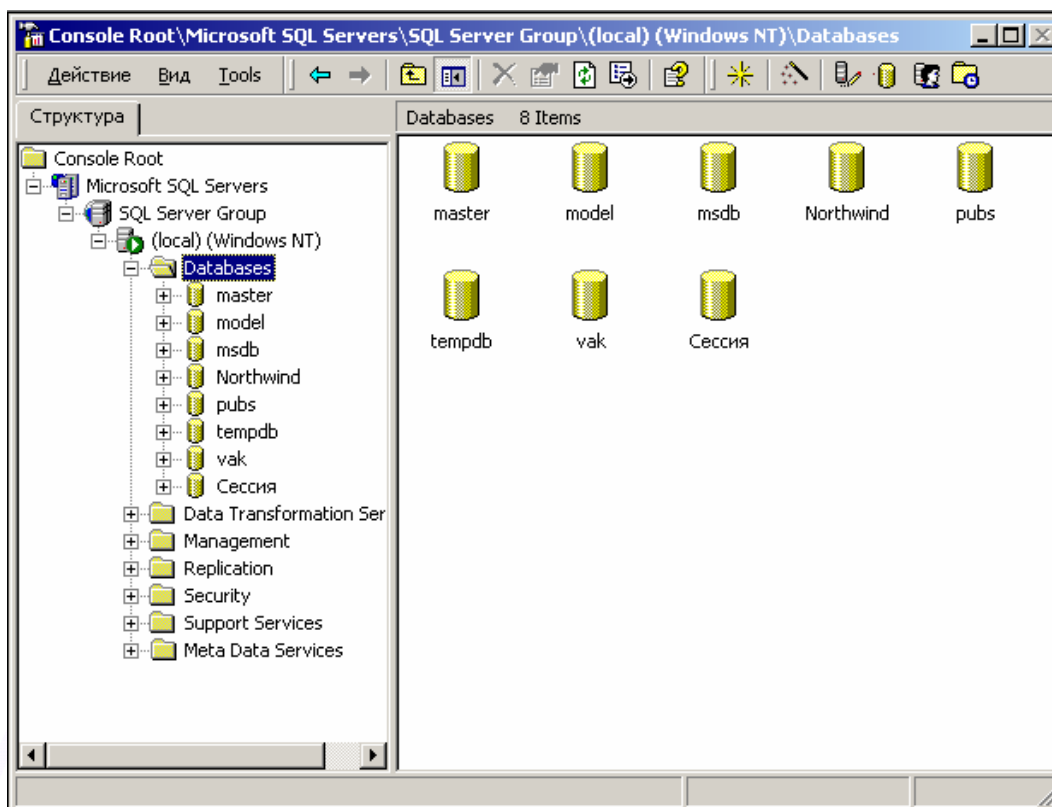 Console Root\Microsoft SQL Servers\SQL Server Group\(local) (Windows NT)\Databases
Действие Вид Tools
Структура
Databases 8 Items
Console Root
Microsoft SQL Servers
SQL Server Group
(local) (Windows NT)
Databases
master
model
msdb
Northwind
pubs
tempdb
vak
Сессия
Data Transformation Ser
Management
Replication
Security
Support Services
Meta Data Services
master model msdb Northwind pubs
tempdb vak Сессия